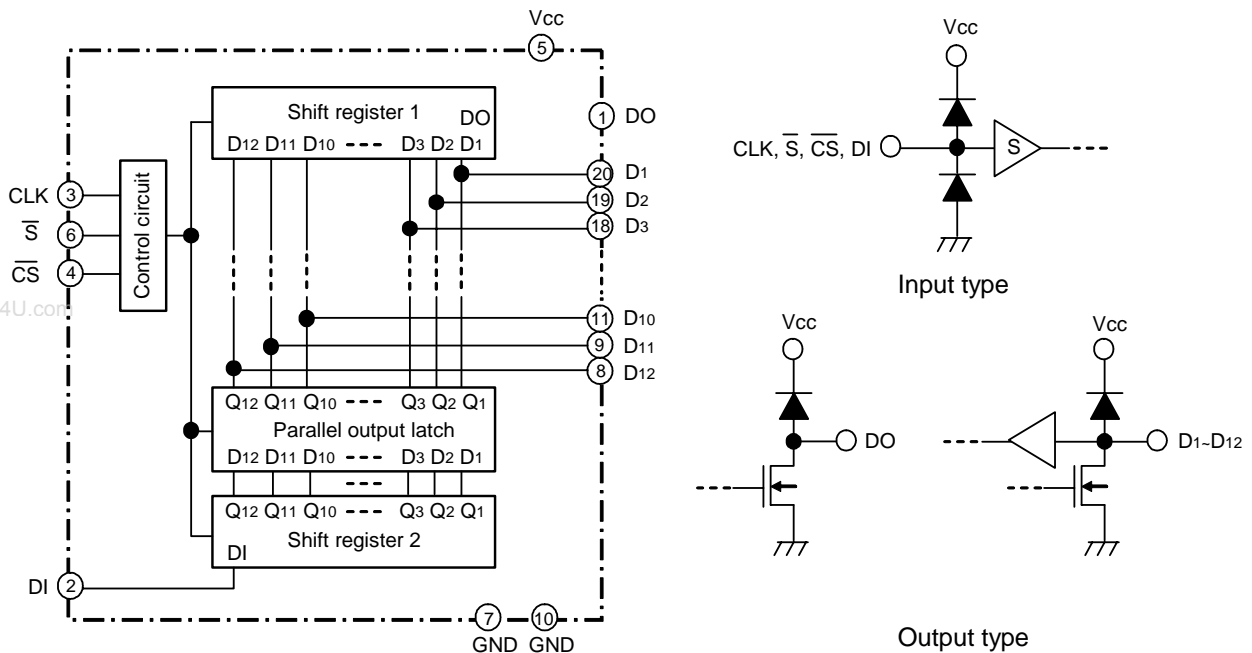 Vcc
5
Shift register 1
DO
D12 D11 D10 D3 D2 D1
1 DO
20 D1
19 D2
18 D3
CLK 3
S̅ 6
C̅S̅ 4
Control circuit
4U.com
11 D10
9 D11
8 D12
Q12 Q11 Q10 Q3 Q2 Q1
Parallel output latch
D12 D11 D10 D3 D2 D1
Q12 Q11 Q10 Q3 Q2 Q1
Shift register 2
DI
DI 2
7 10
GND GND
Vcc
CLK, S̅, C̅S̅, DI
S
Input type
Vcc
DO
Vcc
D1~D12
Output type